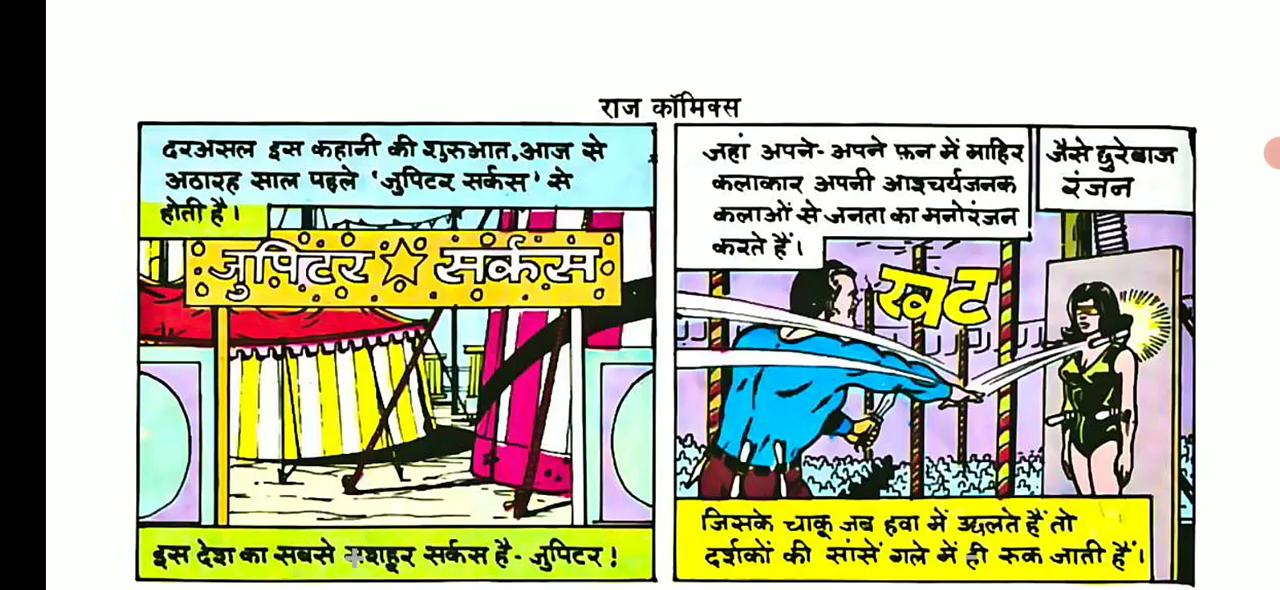 राज कॉमिक्स
दरअसल इस कहानी की शुरुआत,आज से
अठारह साल पहले 'जुपिटर सर्कस' से
होती है।
जुपिटर सर्कस
इस देश का सबसे मशहूर सर्कस है - जुपिटर!
जहां अपने-अपने फ़न में माहिर
कलाकार अपनी आश्चर्यजनक
कलाओं से जनता का मनोरंजन
करते हैं।
जैसे छुरेबाज
रंजन
खट
जिसके चाकू जब हवा में उछलते हैं तो
दर्शकों की सांसें गले में ही रुक जाती हैं।